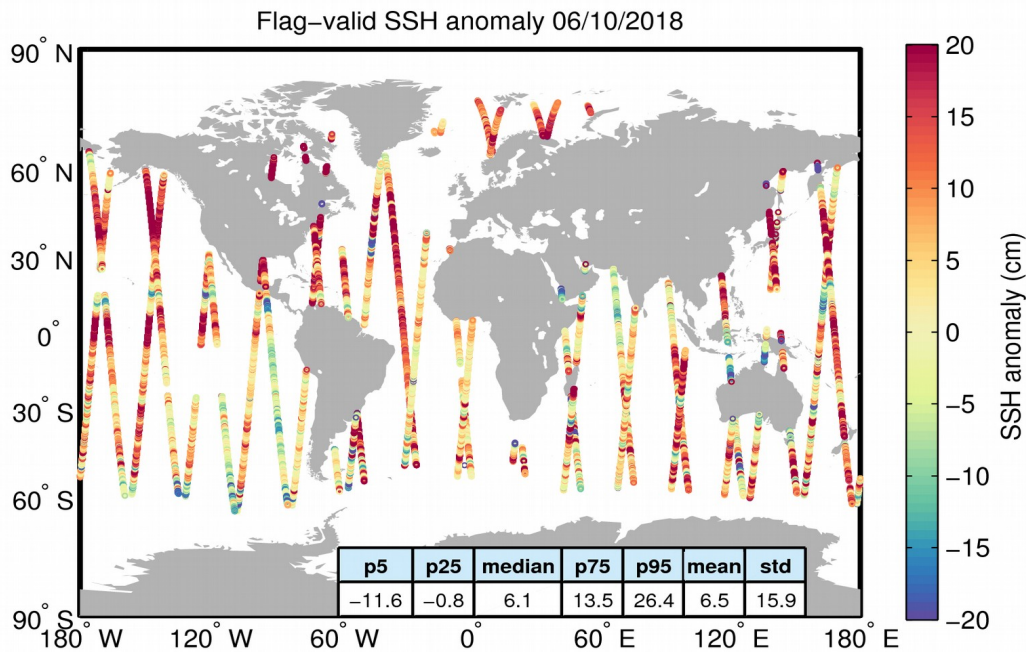 Flag−valid SSH anomaly 06/10/2018
90° N
60° N
30° N
0°
30° S
60° S
90° S
180° W
120° W
60° W
0°
60° E
120° E
180° E
p5 p25 median p75 p95 mean std
−11.6 −0.8 6.1 13.5 26.4 6.5 15.9
20
15
10
5
0
−5
−10
−15
−20
SSH anomaly (cm)